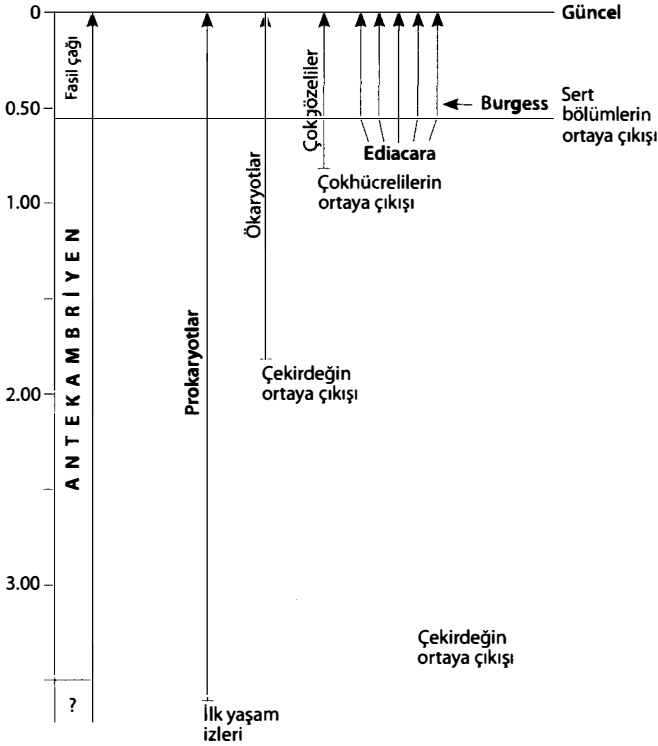 0
Güncel
Fasil çağı
Çokgözeliler
0.50
Burgess
Sert
bölümlerin
ortaya çıkışı
Ediacara
Çokhücrelilerin
ortaya çıkışı
1.00
Ökaryotlar
ANTEKAMBRİYEN
Prokaryotlar
Çekirdeğin
ortaya çıkışı
2.00
3.00
Çekirdeğin
ortaya çıkışı
?
İlk yaşam
izleri